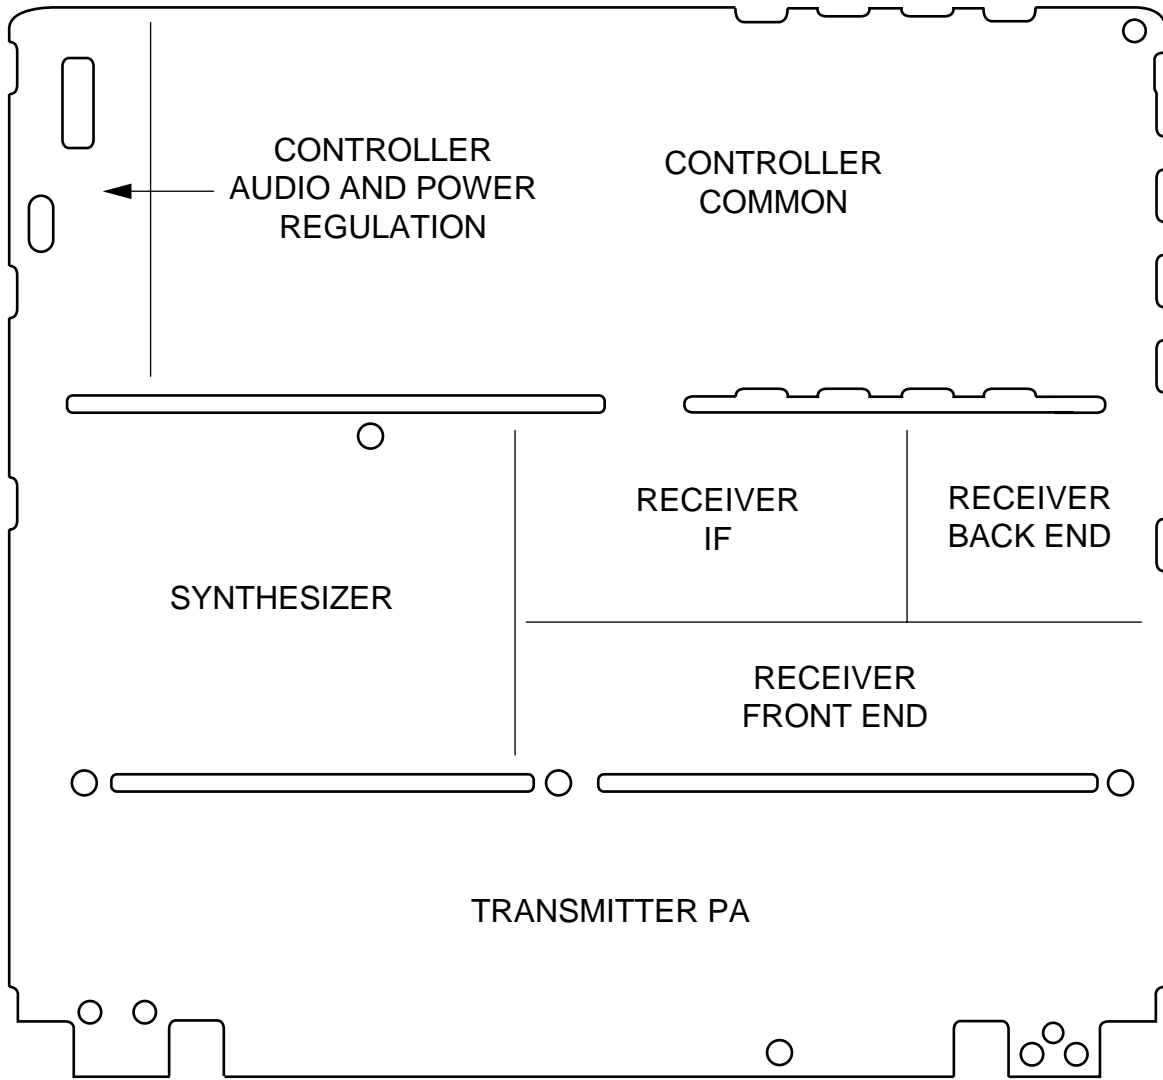 CONTROLLER
AUDIO AND POWER
REGULATION
CONTROLLER
COMMON
RECEIVER
IF
RECEIVER
BACK END
SYNTHESIZER
RECEIVER
FRONT END
TRANSMITTER PA